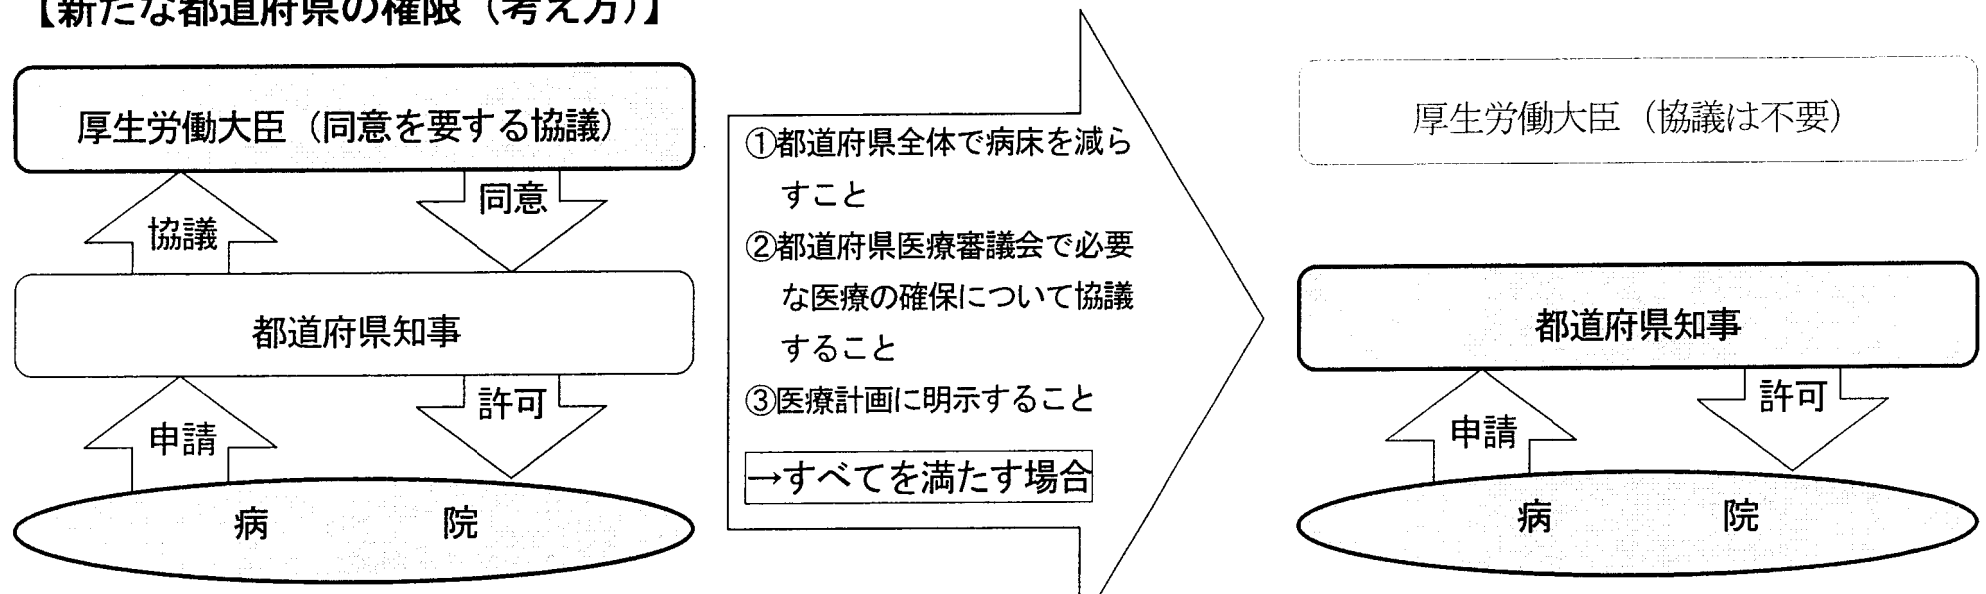 【新たな都道府県の権限（考え方）】
厚生労働大臣（同意を要する協議）
協議
同意
都道府県知事
申請
許可
病院
①都道府県全体で病床を減ら
すこと
②都道府県医療審議会で必要
な医療の確保について協議
すること
③医療計画に明示すること
→すべてを満たす場合
厚生労働大臣（協議は不要）
都道府県知事
申請
許可
病院